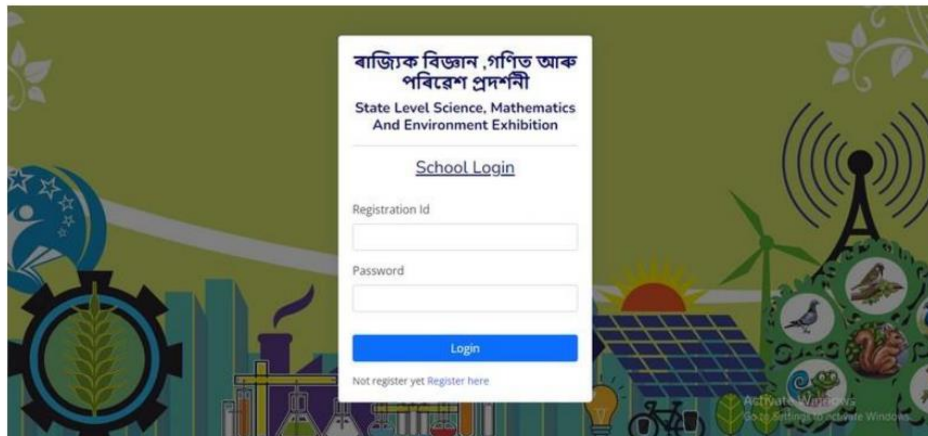 ৰাজ্যিক বিজ্ঞান ,গণিত আৰু
পৰিৱেশ প্ৰদৰ্শনী
State Level Science, Mathematics
And Environment Exhibition
School Login
Registration Id
Password
Login
Not register yet Register here
Activate Windows
Go to Settings to activate Windows.